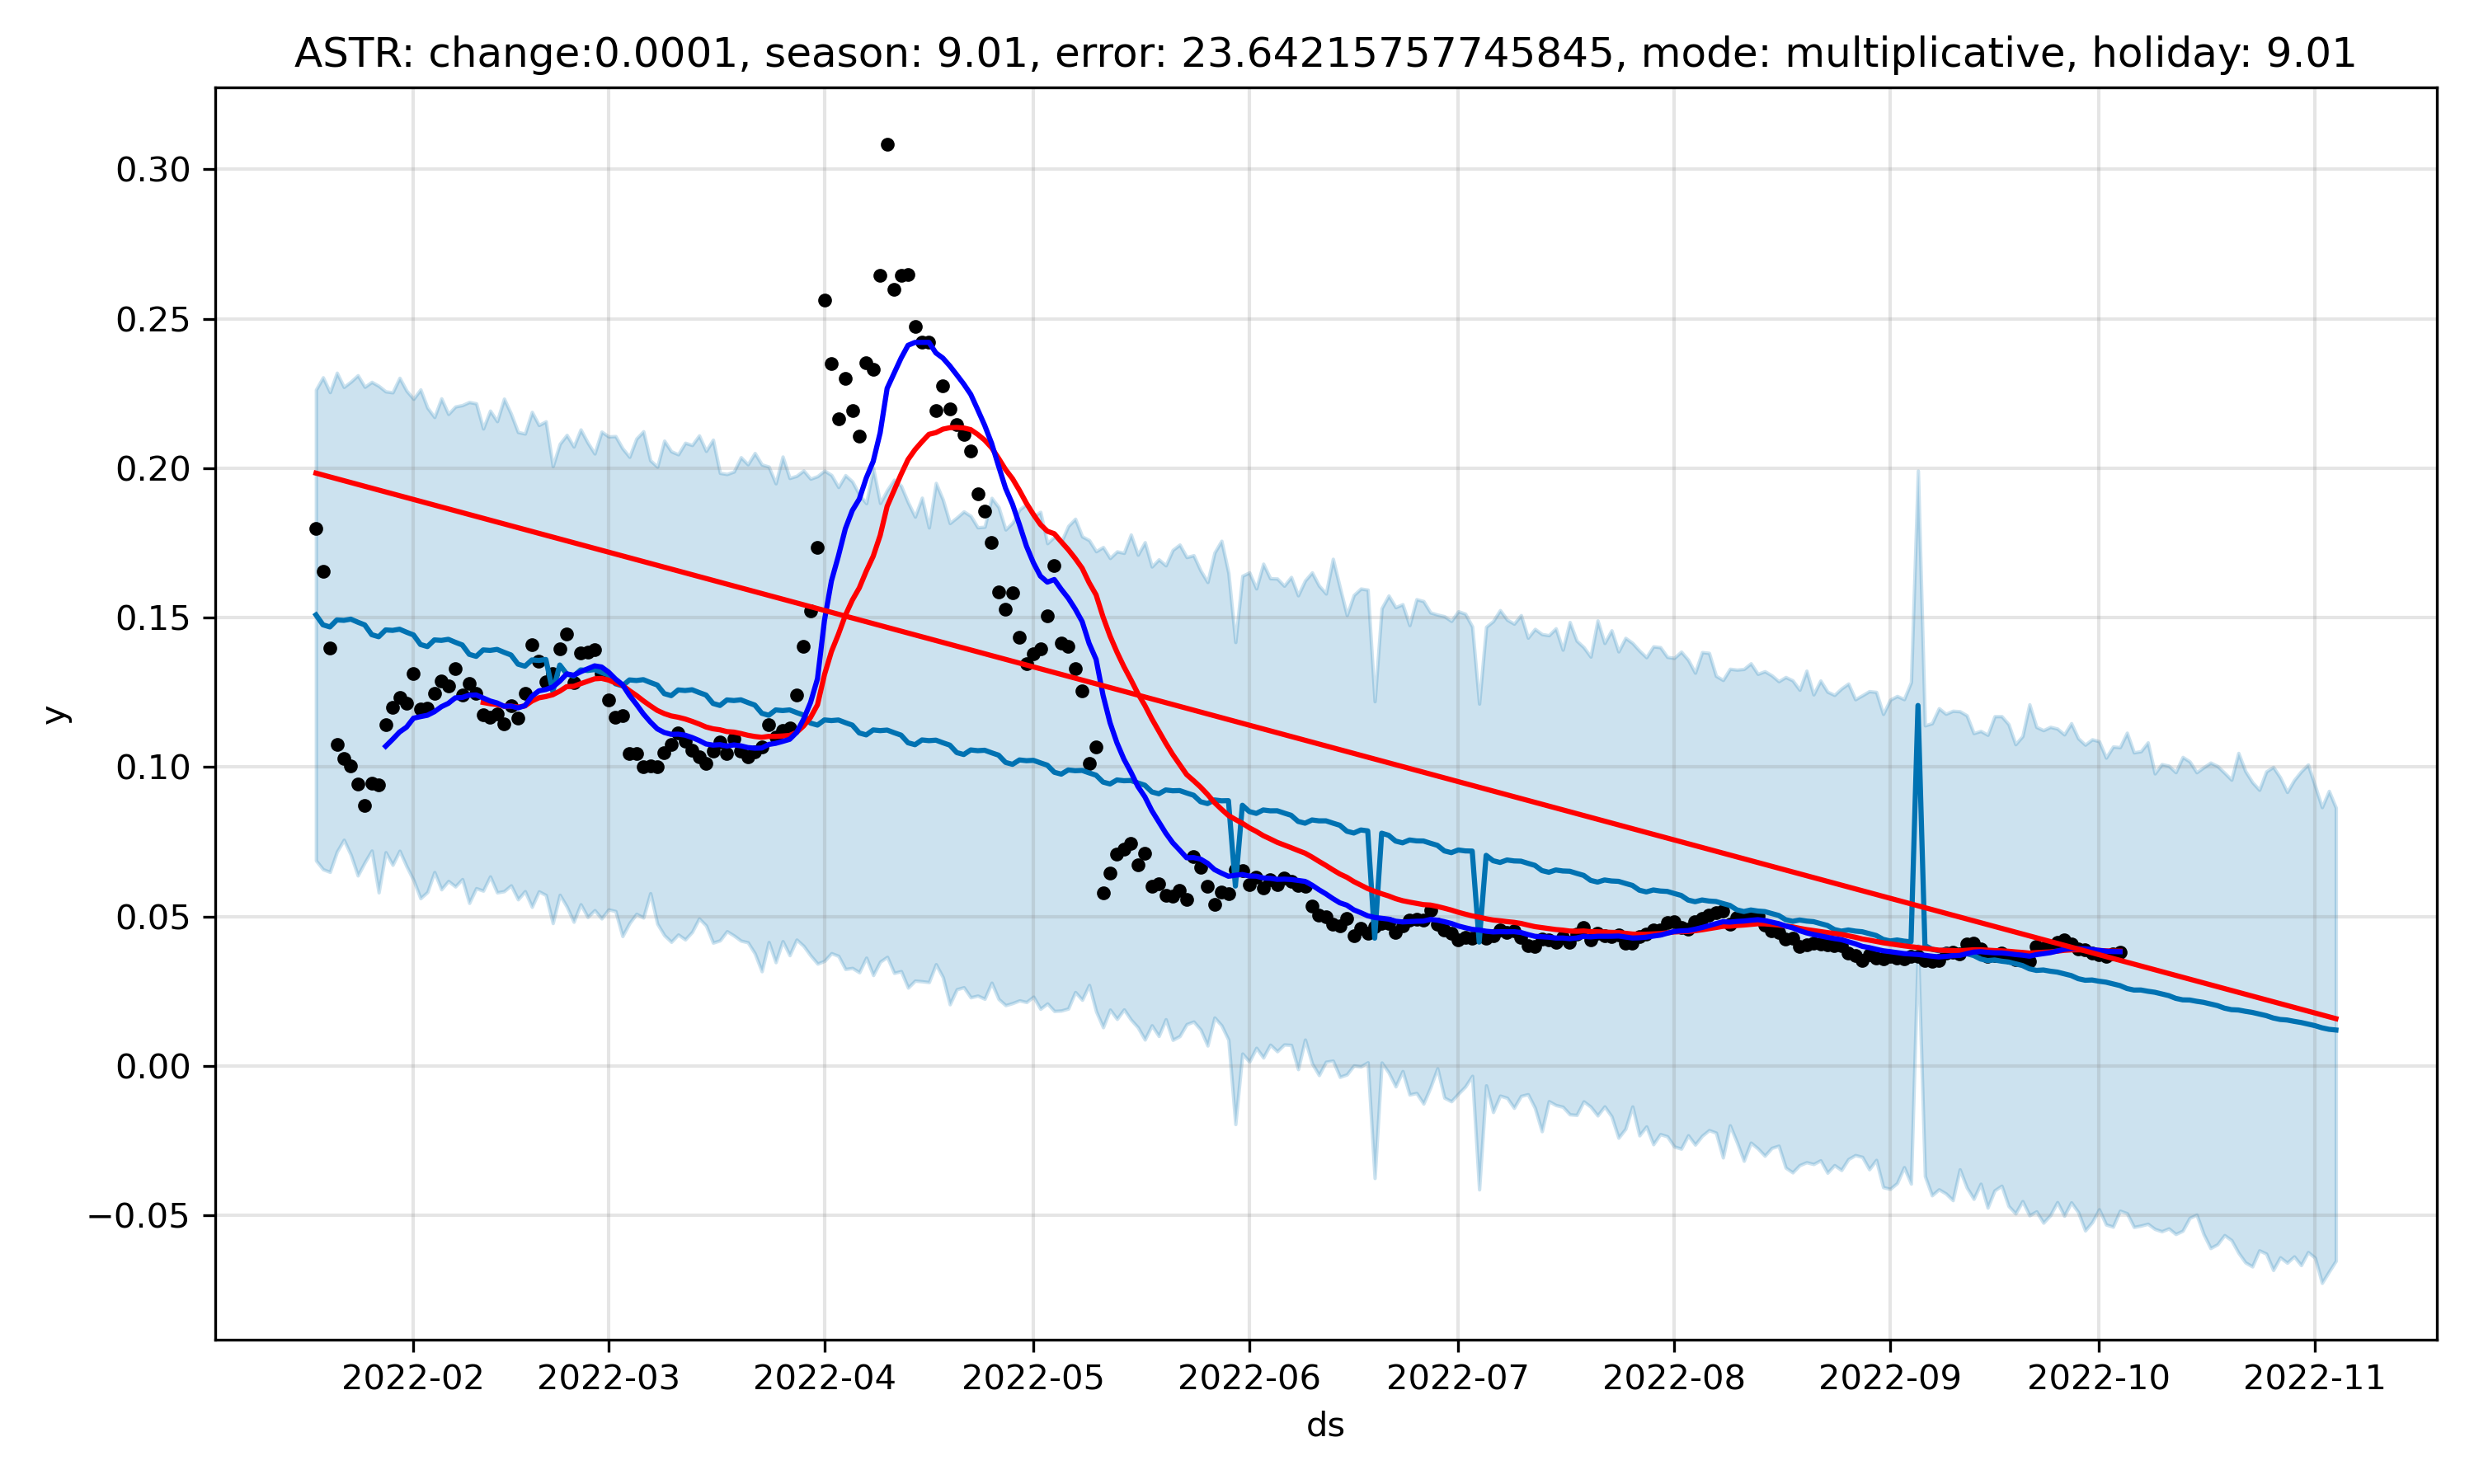 ASTR: change:0.0001, season: 9.01, error: 23.64215757745845, mode: multiplicative, holiday: 9.01
0.30
0.25
0.20
0.15
0.10
0.05
0.00
−0.05
y
2022-02 2022-03 2022-04 2022-05 2022-06 2022-07 2022-08 2022-09 2022-10 2022-11
ds